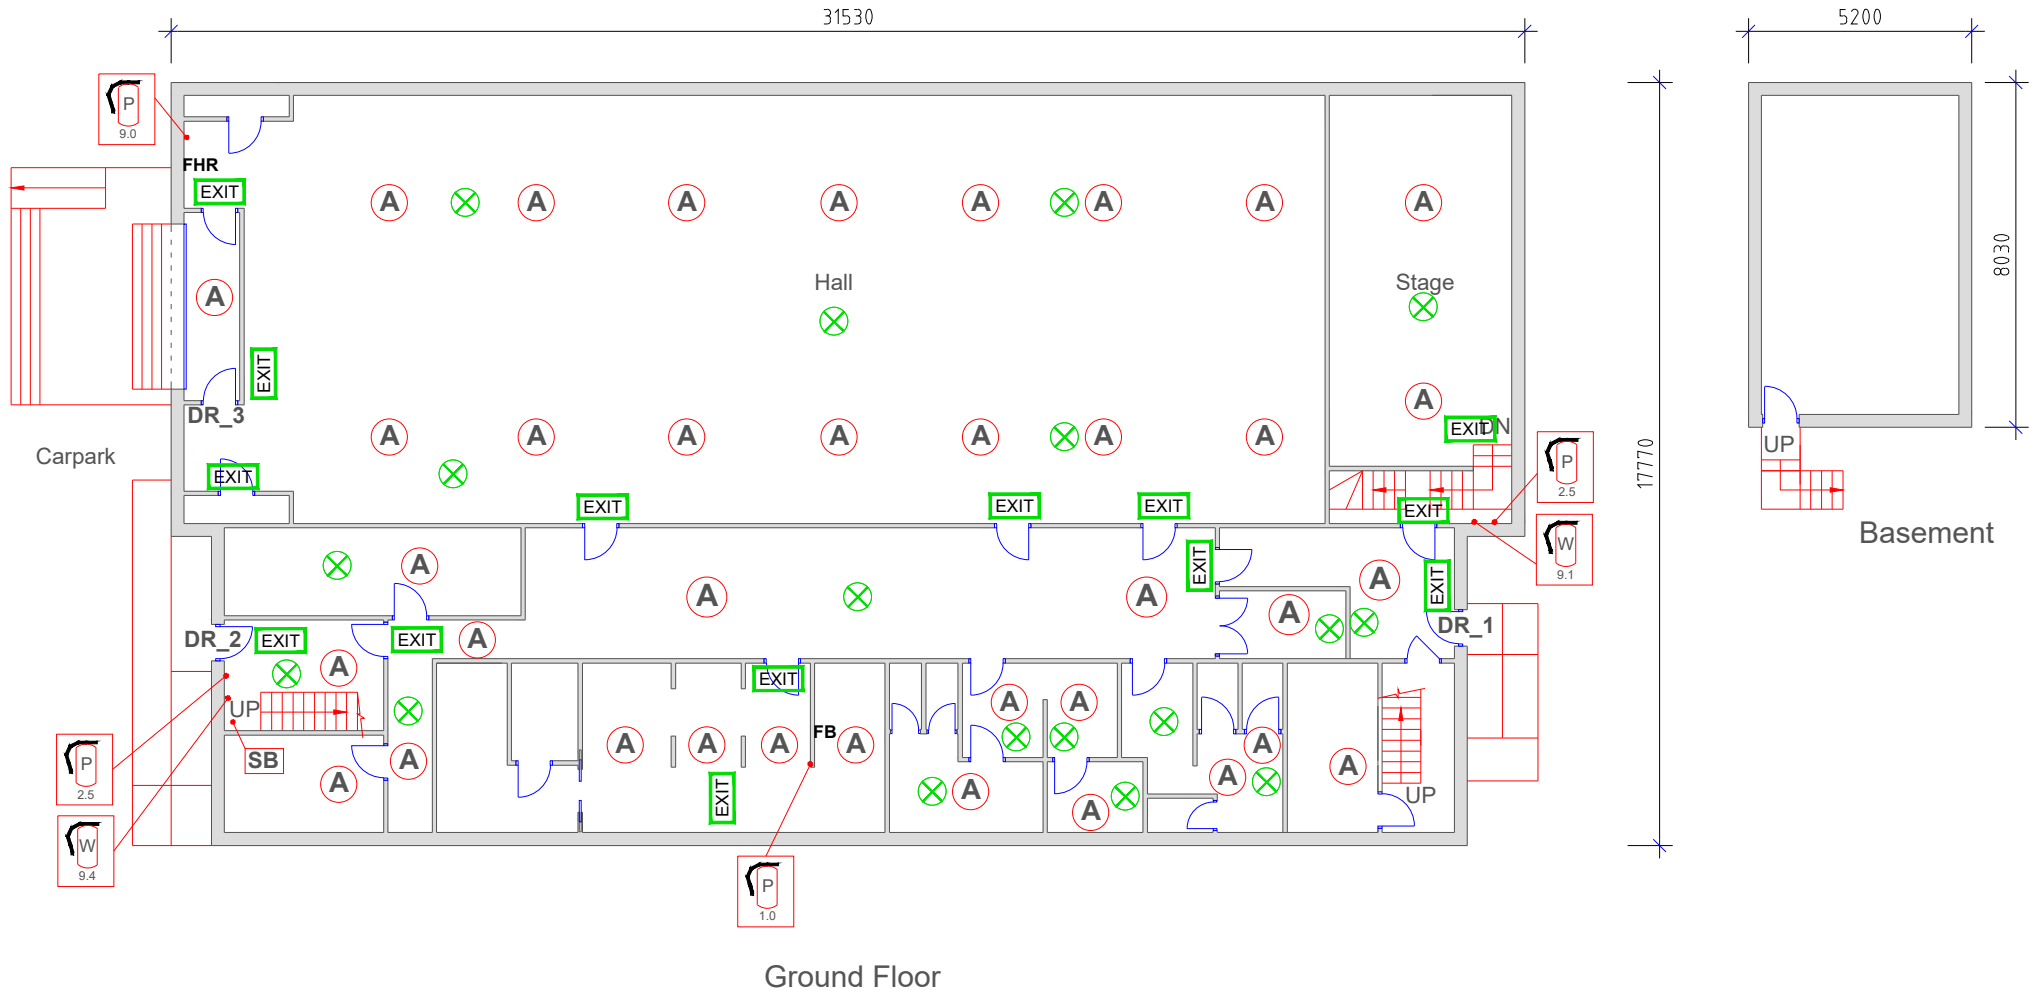 31530
5200
P
9.0
FHR
EXIT
A
A
A
A
A
A
A
A
A
Hall
Stage
EXIT
8030
DR_3
A
A
A
A
A
A
A
A
EXIT
DN
UP
Carpark
17770
P
2.5
EXIT
EXIT
EXIT
EXIT
EXIT
W
9.1
Basement
A
EXIT
A
EXIT
A
A
A
DR_2
EXIT
EXIT
A
DR_1
A
EXIT
UP
A
A
FB
SB
A
A
A
A
A
A
A
A
P
2.5
A
EXIT
A
A
UP
W
9.4
P
1.0
Ground Floor